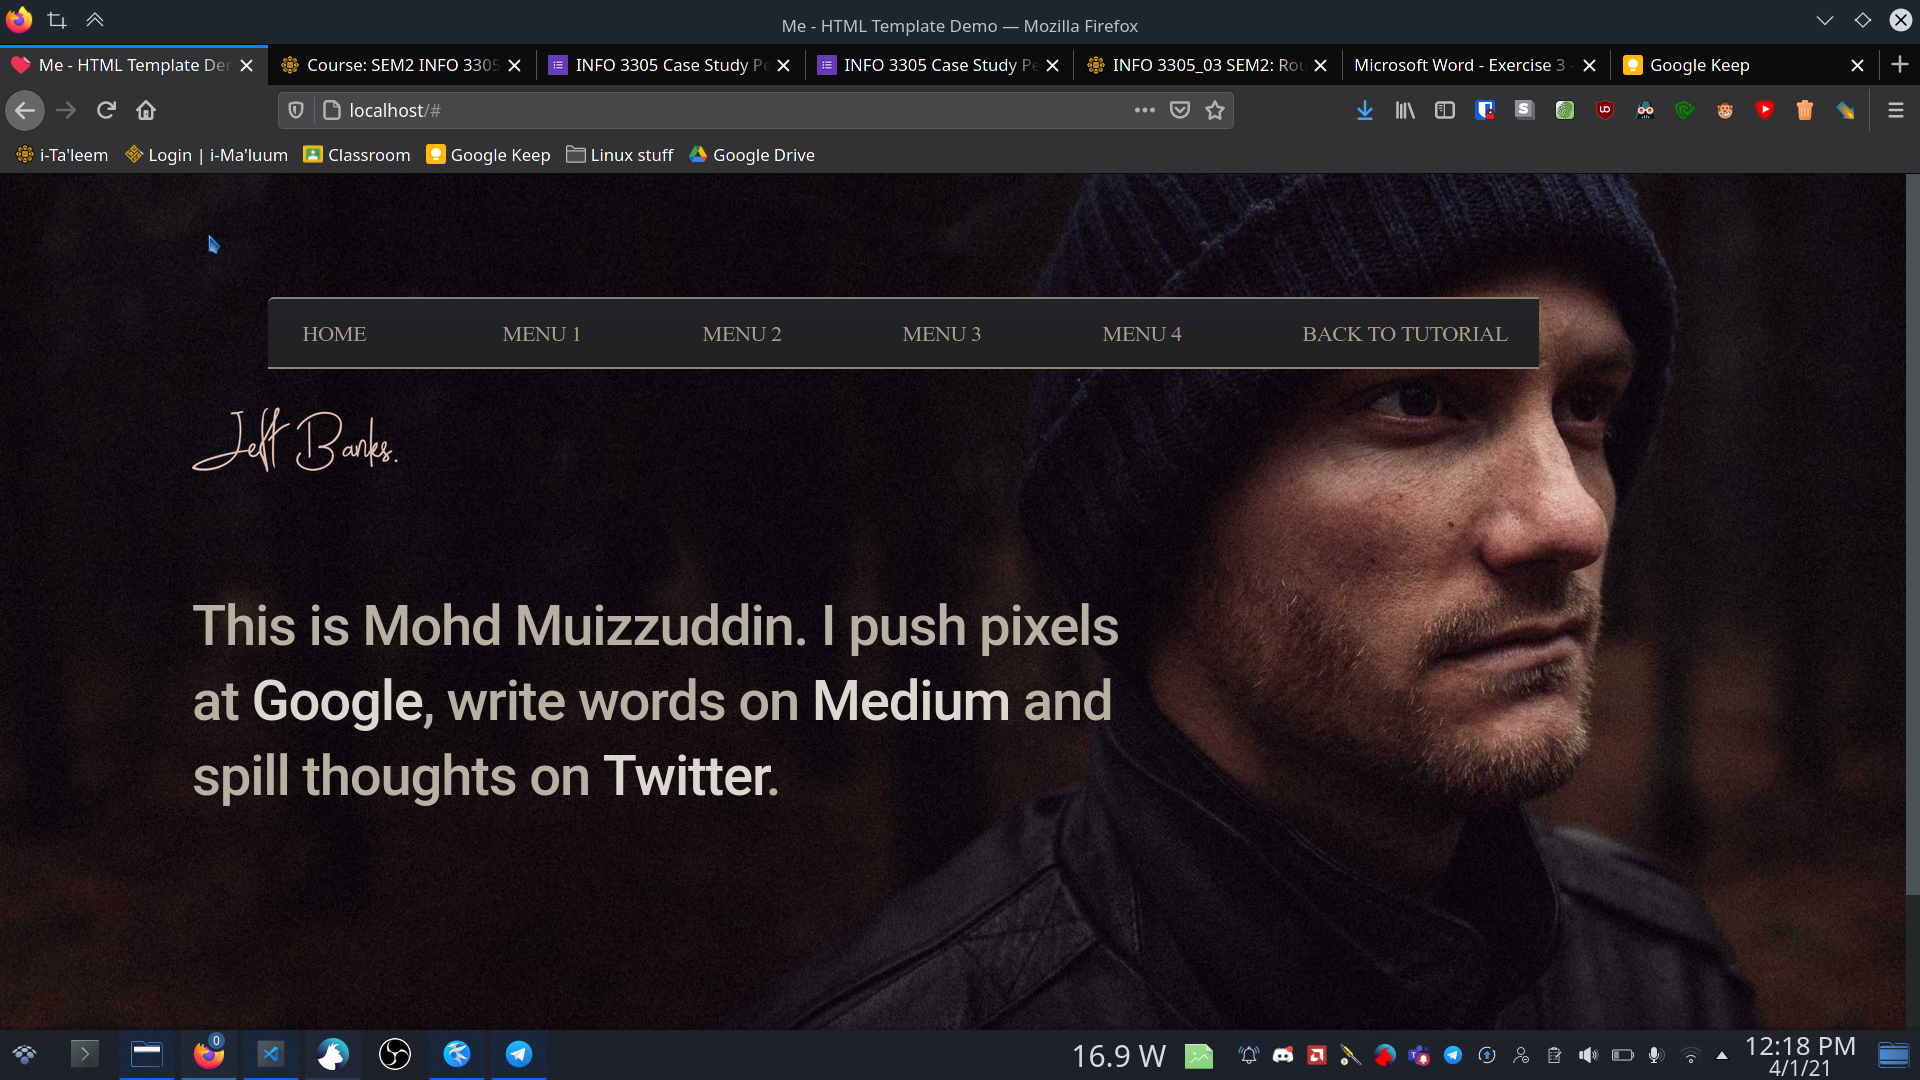 Me - HTML Template Demo — Mozilla Firefox
Me - HTML Template De
Course: SEM2 INFO 3305
INFO 3305 Case Study Pe
INFO 3305 Case Study Pe
INFO 3305_03 SEM2: Rou
Microsoft Word - Exercise 3 -
Google Keep
localhost/#
i-Ta'leem
Login | i-Ma'luum
Classroom
Google Keep
Linux stuff
Google Drive
HOME
MENU 1
MENU 2
MENU 3
MENU 4
BACK TO TUTORIAL
Jeff Banks.
This is Mohd Muizzuddin. I push pixels
at Google, write words on Medium and
spill thoughts on Twitter.
0
16.9 W
12:18 PM
4/1/21